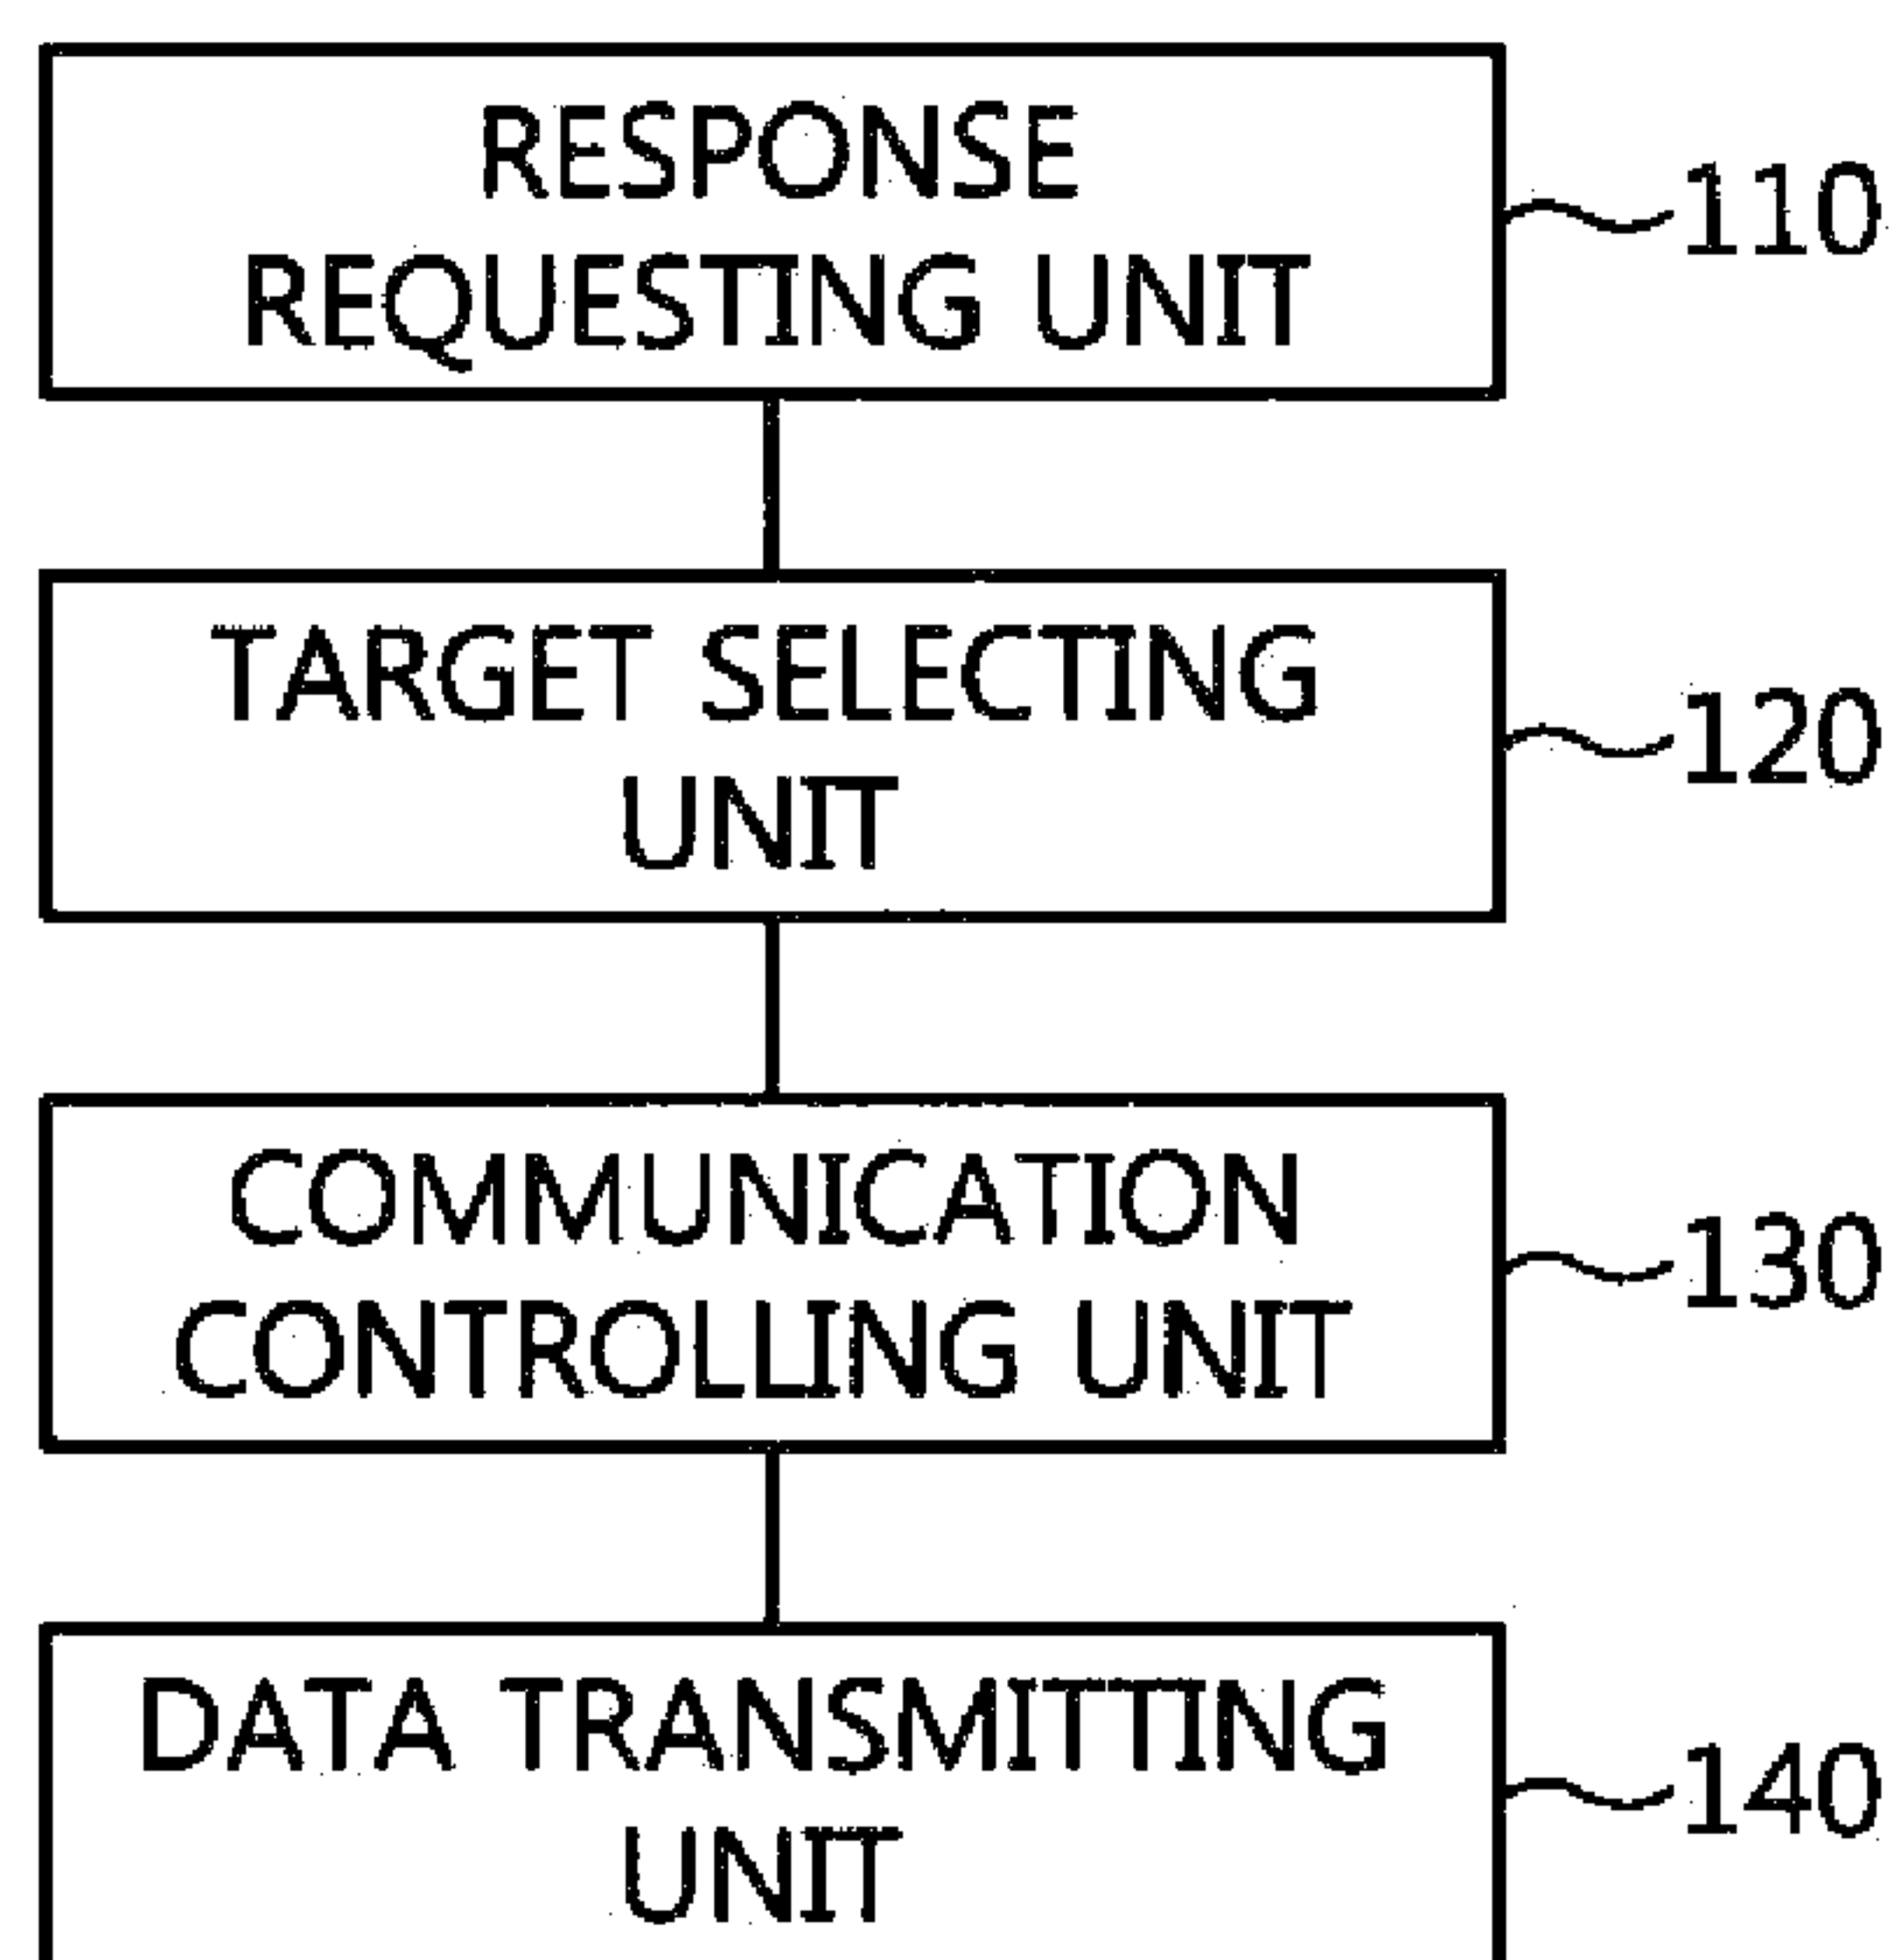 RESPONSE
REQUESTING UNIT
110
TARGET SELECTING
UNIT
120
COMMUNICATION
CONTROLLING UNIT
130
DATA TRANSMITTING
UNIT
140